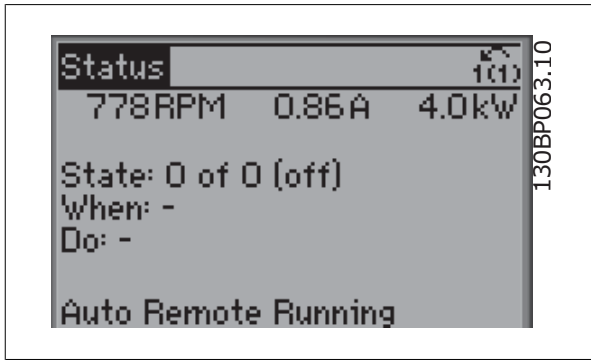 Status 1(1)
778RPM 0.86A 4.0kW
State: 0 of 0 (off)
When: -
Do: -
Auto Remote Running
130BP063.10